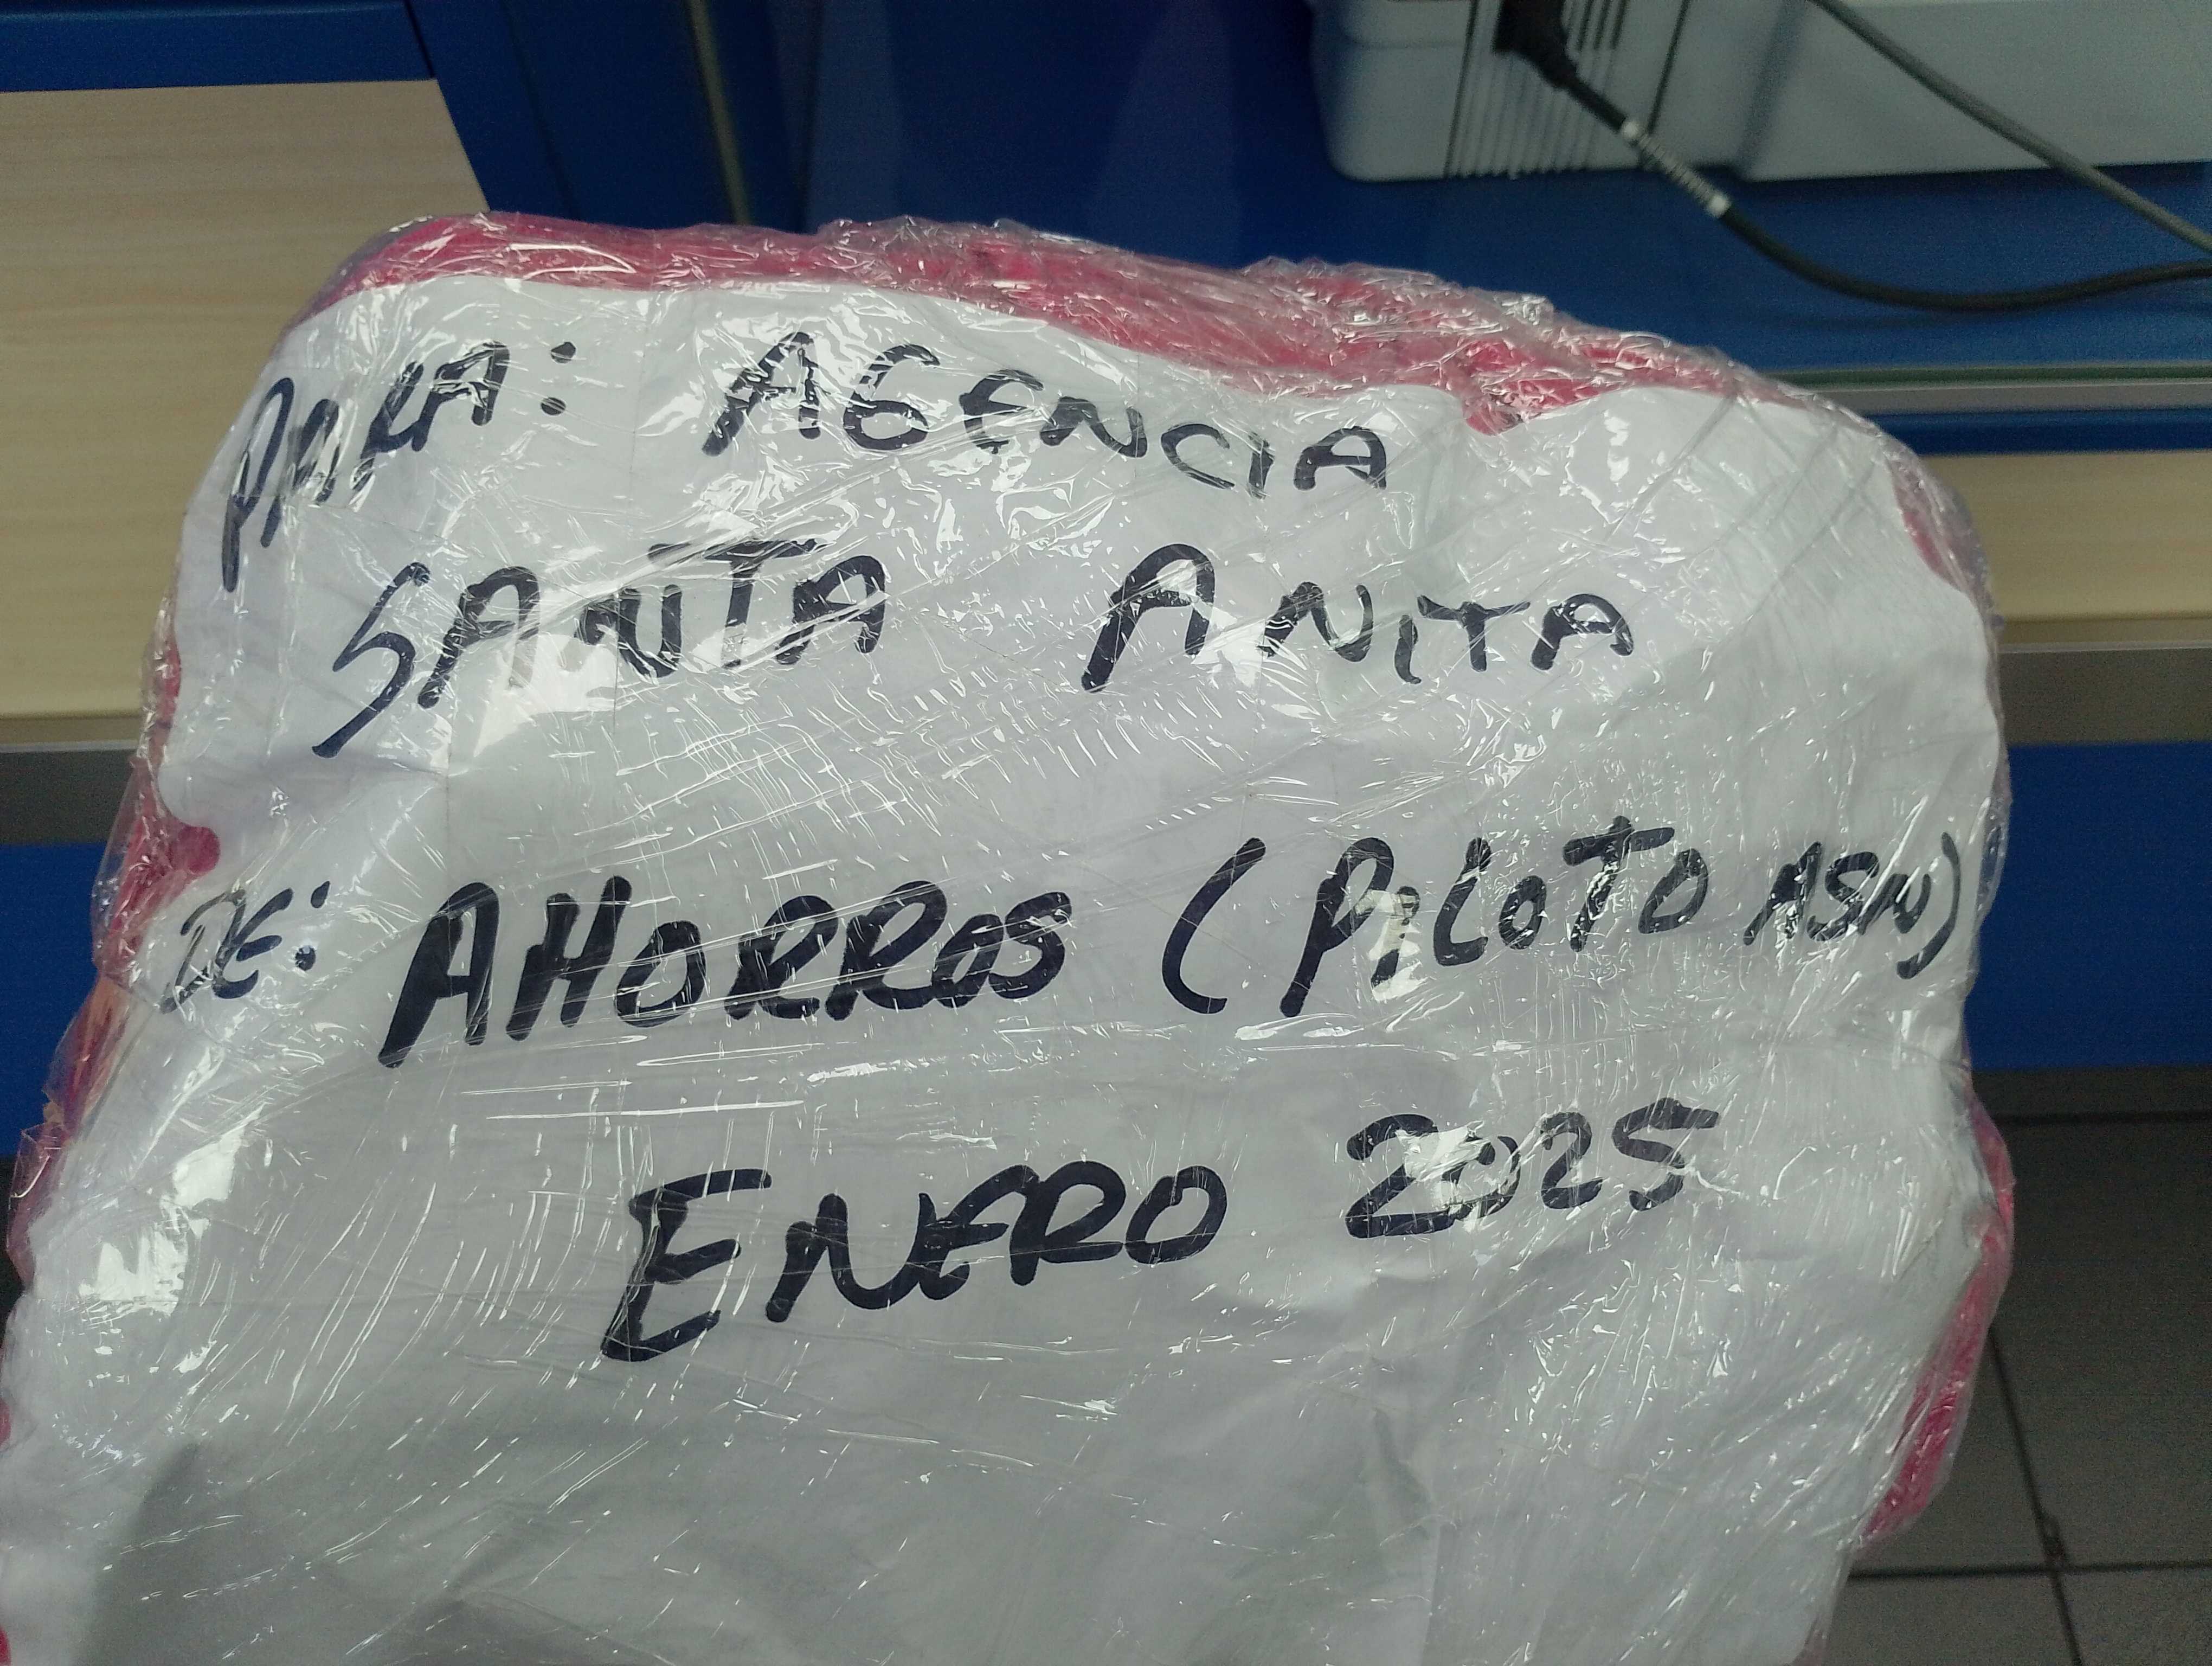 PARA: AGENCIA
SANTA ANITA
DE: AHORROS (PILOTO ASN)
ENERO 2025